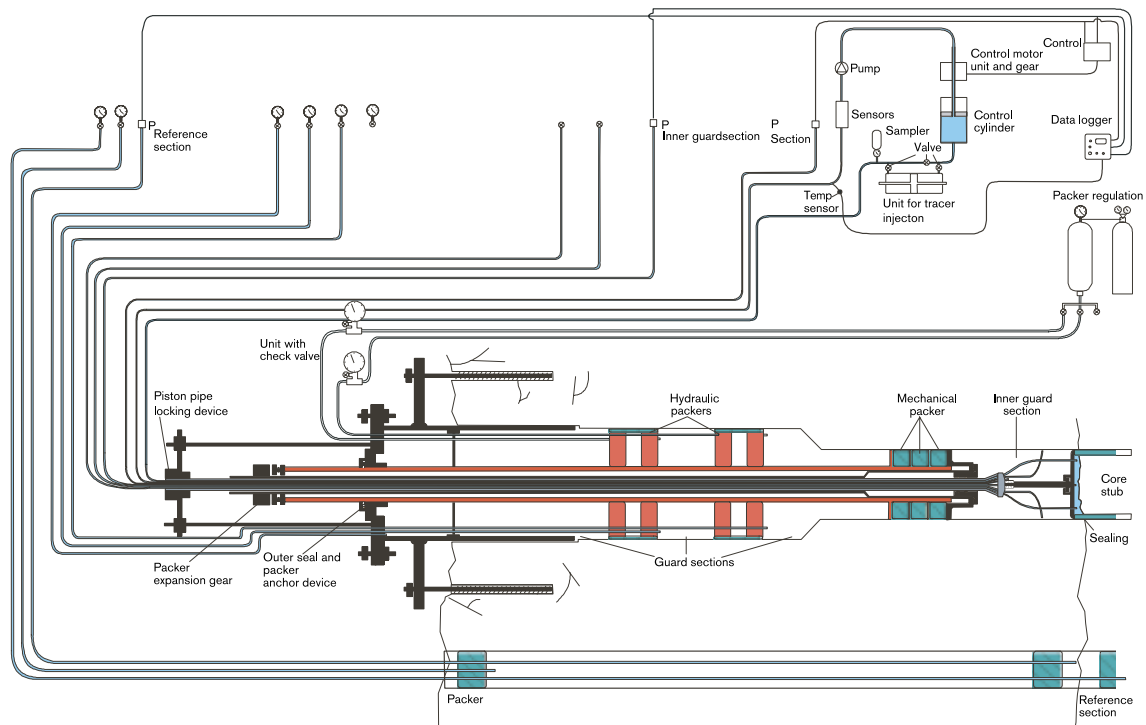 Control
Control motor
unit and gear
Pump
Sensors
Control
cylinder
Data logger
P
Reference
section
P
Inner guardsection
P
Section
Sampler
Valve
Temp
sensor
Unit for tracer
injecton
Packer regulation
Unit with
check valve
Piston pipe
locking device
Hydraulic
packers
Mechanical
packer
Inner guard
section
Core
stub
Sealing
Packer
expansion gear
Outer seal and
packer
anchor device
Guard sections
Packer
Reference
section